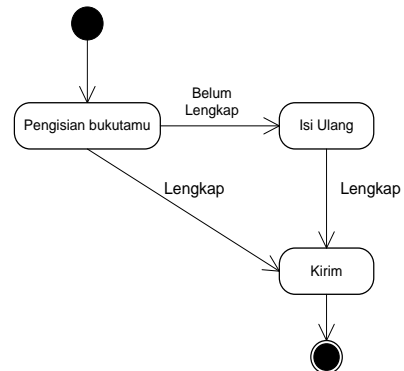 Belum
Lengkap
Pengisian bukutamu
Isi Ulang
Lengkap
Lengkap
Kirim